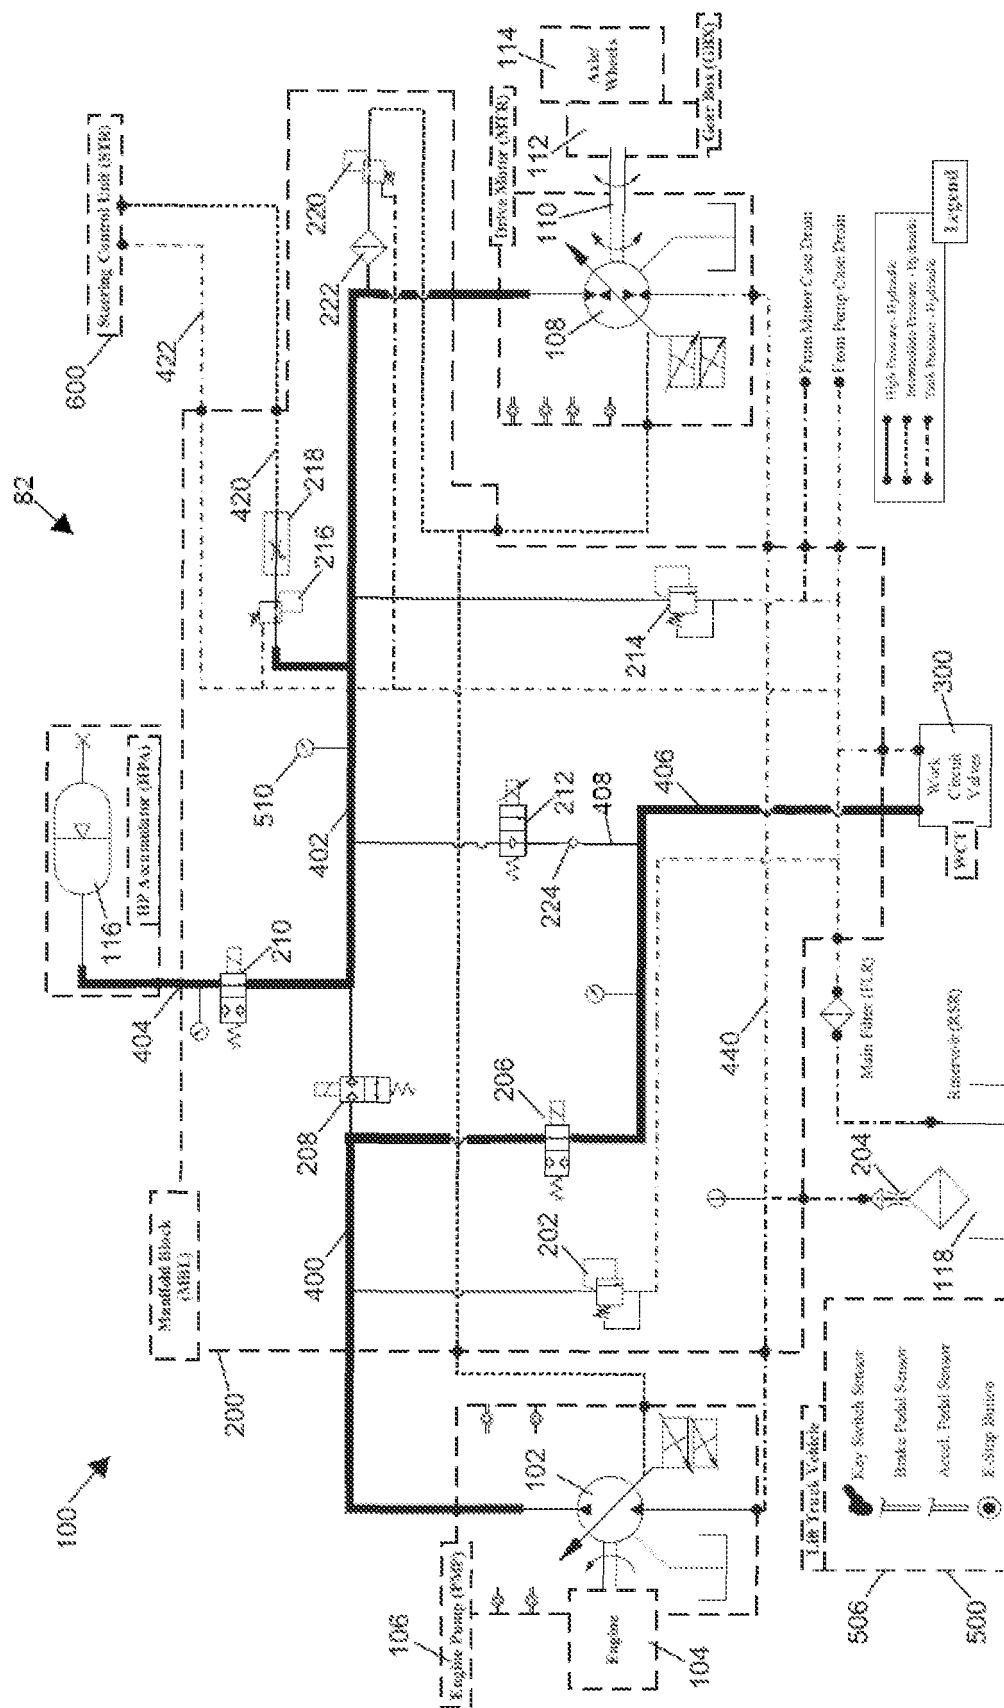 100
82
Engine Pump (PMP)
106
Engine
104
102
200
Manifold Block
(MBL)
400
202
208
206
404
210
116
HP Accumulator (HPA)
510
402
212
408
224
406
440
214
216
218
420
422
600
Steering Control Unit (STR)
222
220
Drive Motor (MTR)
108
110
112
114
Axle/
Wheels
Gear Box (GBX)
From Motor Case Drain
From Pump Case Drain
300
Work
Circuit
Valves
WCT
Main Filter (FLR)
Reservoir (RSR)
204
118
Lift Truck Vehicle
Key Switch Sensor
Brake Pedal Sensor
Accel. Pedal Sensor
E-Stop Button
506
500
High Pressure - Hydraulic
Intermediate Pressure - Hydraulic
Tank Pressure - Hydraulic
Legend